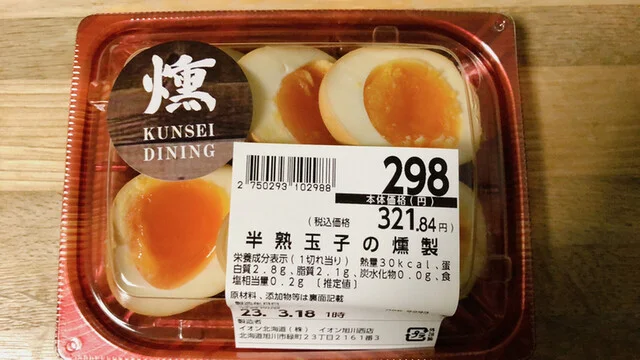 燻
KUNSEI
DINING
2 750293 102988
298
本体価格(円)
(税込価格 321.84円)
半熟玉子の燻製
栄養成分表示(1切れ当り) 熱量30kcal、蛋
白質2.8g、脂質2.1g、炭水化物0.0g、食
塩相当量0.2g [推定値]
原材料、添加物等は裏面記載
23. 3.18 1時
製造者
イオン北海道(株) イオン旭川西店
北海道旭川市緑町23丁目2161番3